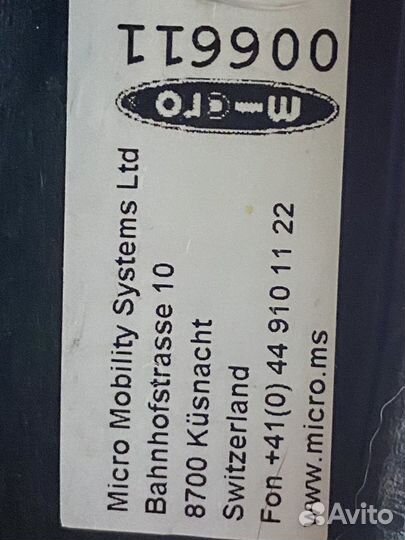 006611
micro
Micro Mobility Systems Ltd
Bahnhofstrasse 10
8700 Küsnacht
Switzerland
Fon +41(0) 44 910 11 22
www.micro.ms
Avito